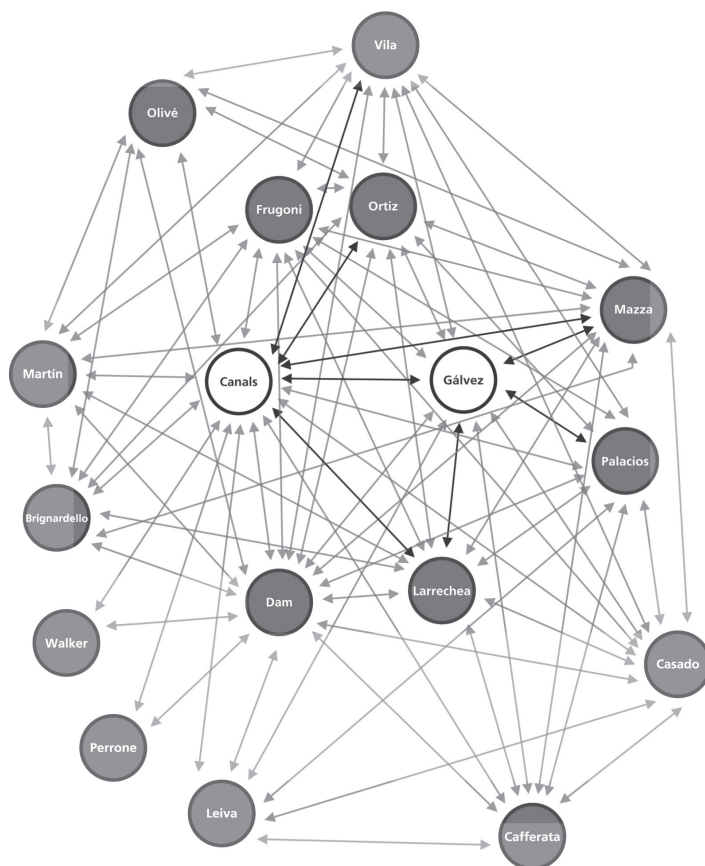 Vila
Olivé
Frugoni
Ortiz
Mazza
Martín
Canals
Gálvez
Palacios
Brignardello
Dam
Larrechea
Walker
Casado
Perrone
Leiva
Cafferata